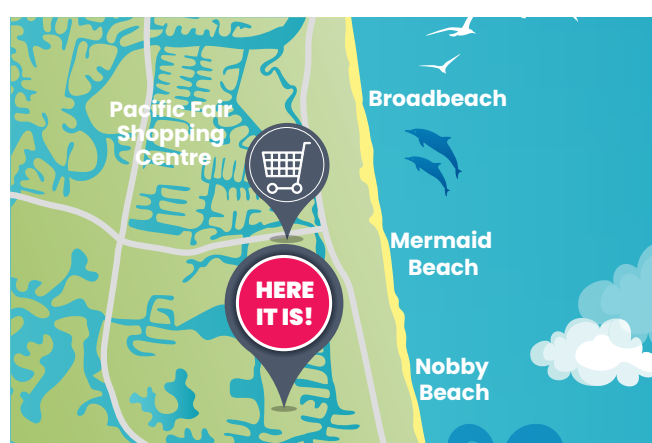 Pacific Fair
Shopping
Centre
Broadbeach
Mermaid
Beach
HERE
IT IS!
Nobby
Beach